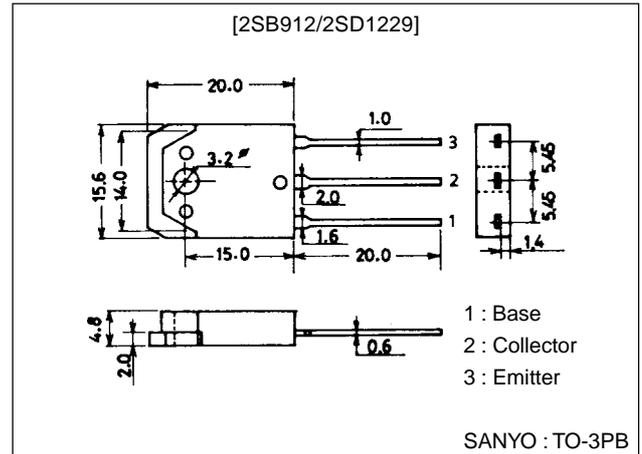 [2SB912/2SD1229]
20.0
1.0
3
3.2 ø
15.6
14.0
2
2.0
5.45
5.45
1
1.6
15.0
20.0
1.4
4.8
2.0
0.6
1 : Base
2 : Collector
3 : Emitter
SANYO : TO-3PB